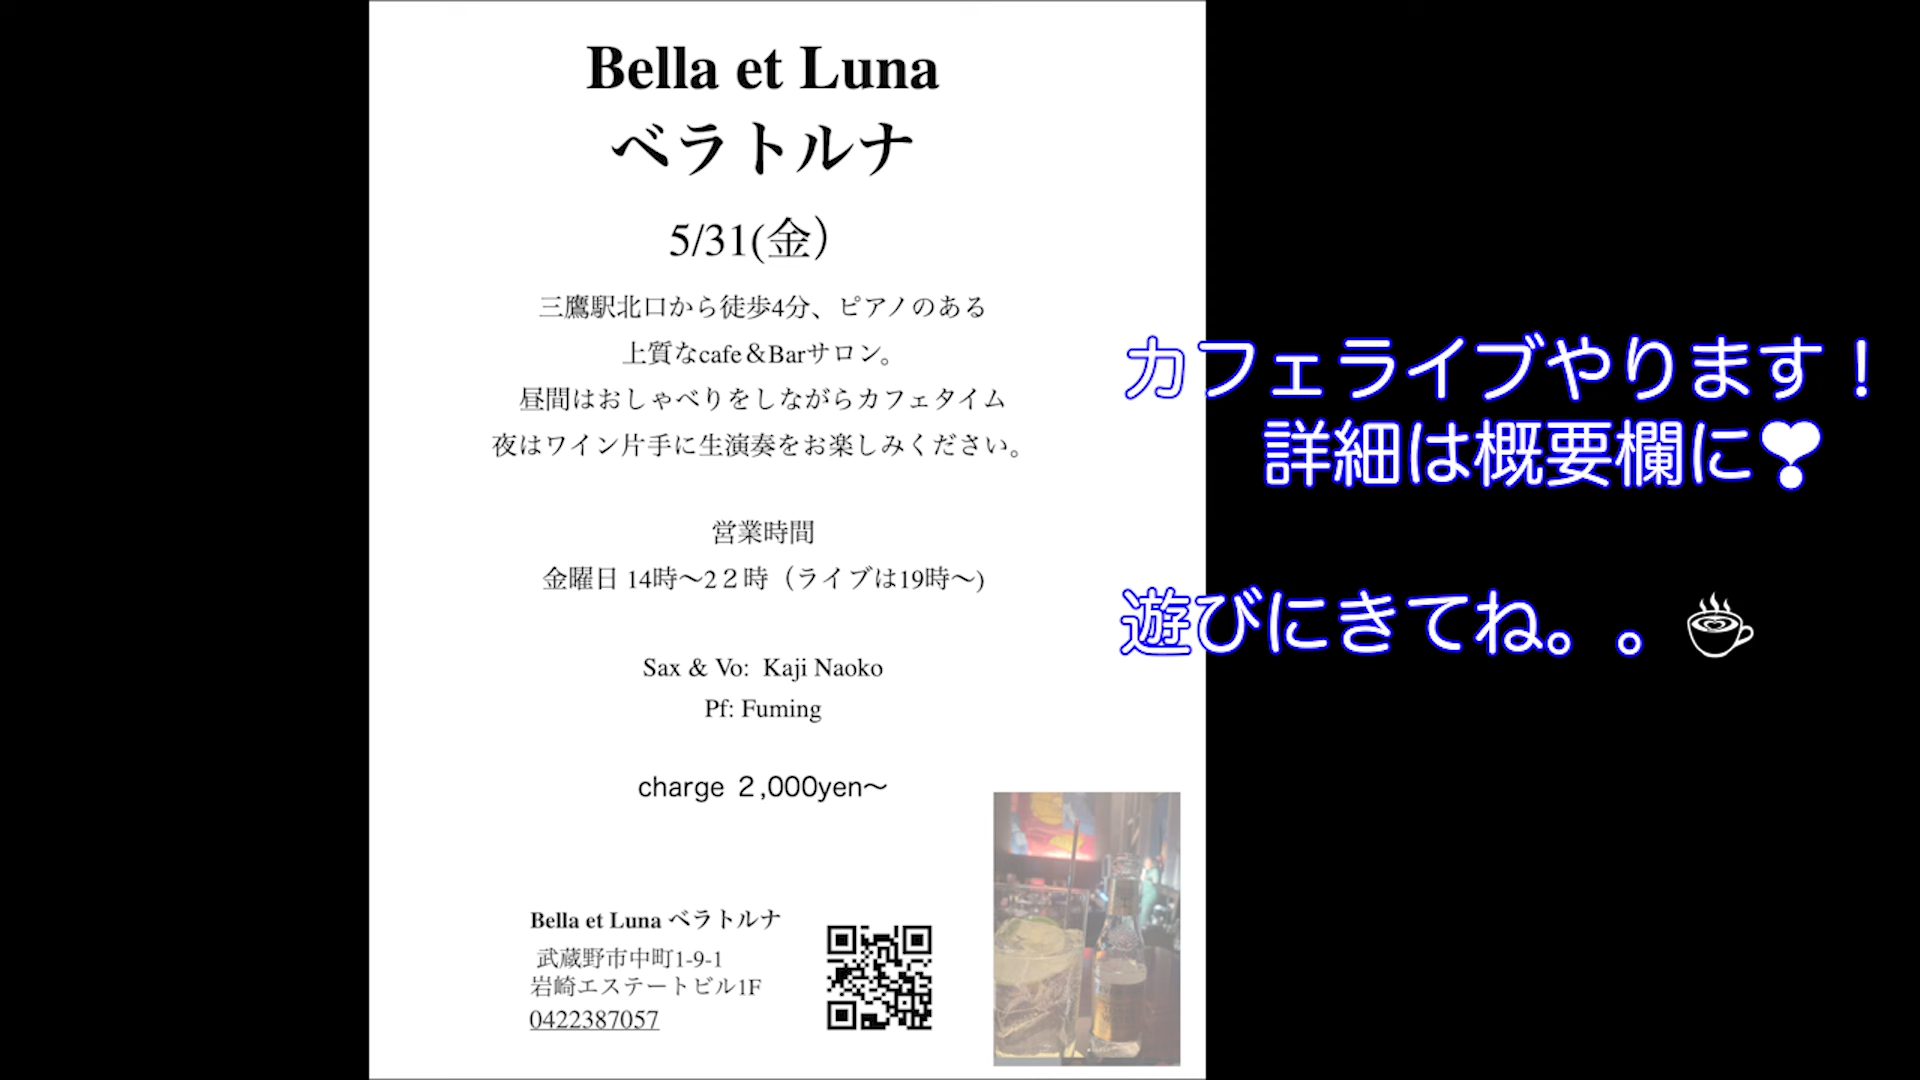 Bella et Luna
ベラトルナ
5/31(金）
三鷹駅北口から徒歩4分、ピアノのある
上質なcafe＆Barサロン。
昼間はおしゃべりをしながらカフェタイム
夜はワイン片手に生演奏をお楽しみください。
営業時間
金曜日 14時〜2２時（ライブは19時〜)
Sax & Vo:  Kaji Naoko
Pf: Fuming
charge ２,000yen〜
Bella et Luna ベラトルナ
武蔵野市中町1-9-1
岩崎エステートビル1F
0422387057
カフェライブやります！
詳細は概要欄に❣
遊びにきてね。。☕